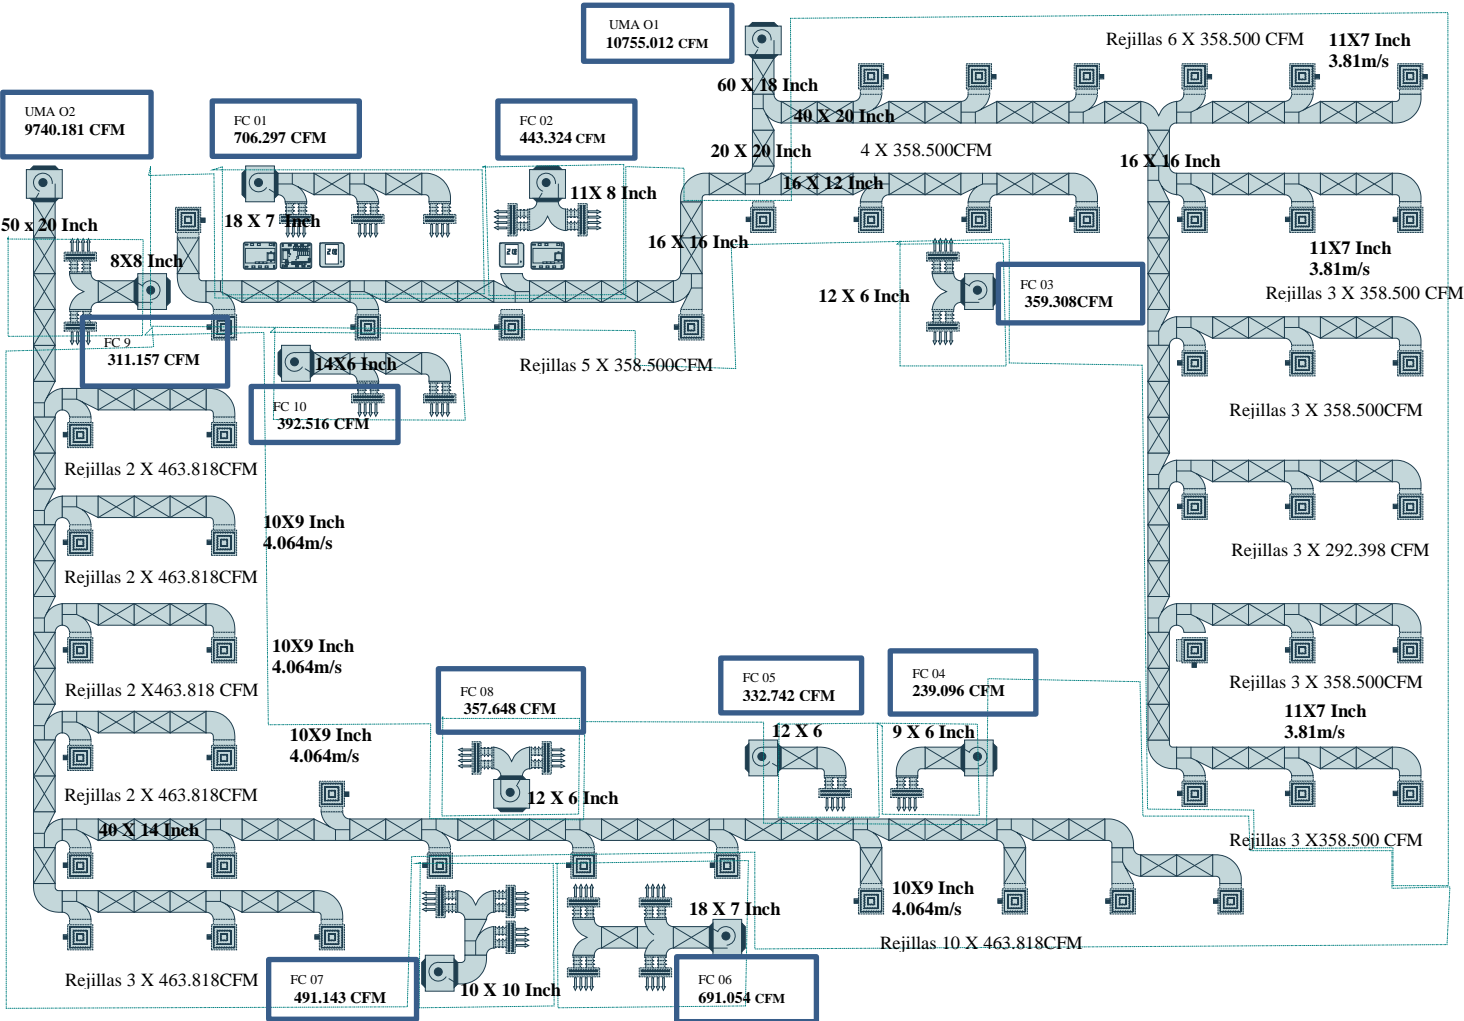 UMA O1
10755.012 CFM
Rejillas 6 X 358.500 CFM
11X7 Inch
3.81m/s
60 X 18 Inch
UMA O2
9740.181 CFM
FC 01
706.297 CFM
FC 02
443.324 CFM
40 X 20 Inch
20 X 20 Inch
4 X 358.500CFM
16 X 16 Inch
16 X 12 Inch
11X 8 Inch
18 X 7 Inch
50 x 20 Inch
16 X 16 Inch
8X8 Inch
11X7 Inch
3.81m/s
Rejillas 3 X 358.500 CFM
12 X 6 Inch
FC 03
359.308CFM
FC 9
311.157 CFM
14X6 Inch
Rejillas 5 X 358.500CFM
FC 10
392.516 CFM
Rejillas 3 X 358.500CFM
Rejillas 2 X 463.818CFM
10X9 Inch
4.064m/s
Rejillas 3 X 292.398 CFM
Rejillas 2 X 463.818CFM
10X9 Inch
4.064m/s
Rejillas 2 X463.818 CFM
FC 08
357.648 CFM
FC 05
332.742 CFM
FC 04
239.096 CFM
Rejillas 3 X 358.500CFM
11X7 Inch
3.81m/s
10X9 Inch
4.064m/s
12 X 6
9 X 6 Inch
Rejillas 2 X 463.818CFM
12 X 6 Inch
40 X 14 Inch
Rejillas 3 X358.500 CFM
10X9 Inch
4.064m/s
18 X 7 Inch
Rejillas 10 X 463.818CFM
Rejillas 3 X 463.818CFM
FC 07
491.143 CFM
10 X 10 Inch
FC 06
691.054 CFM